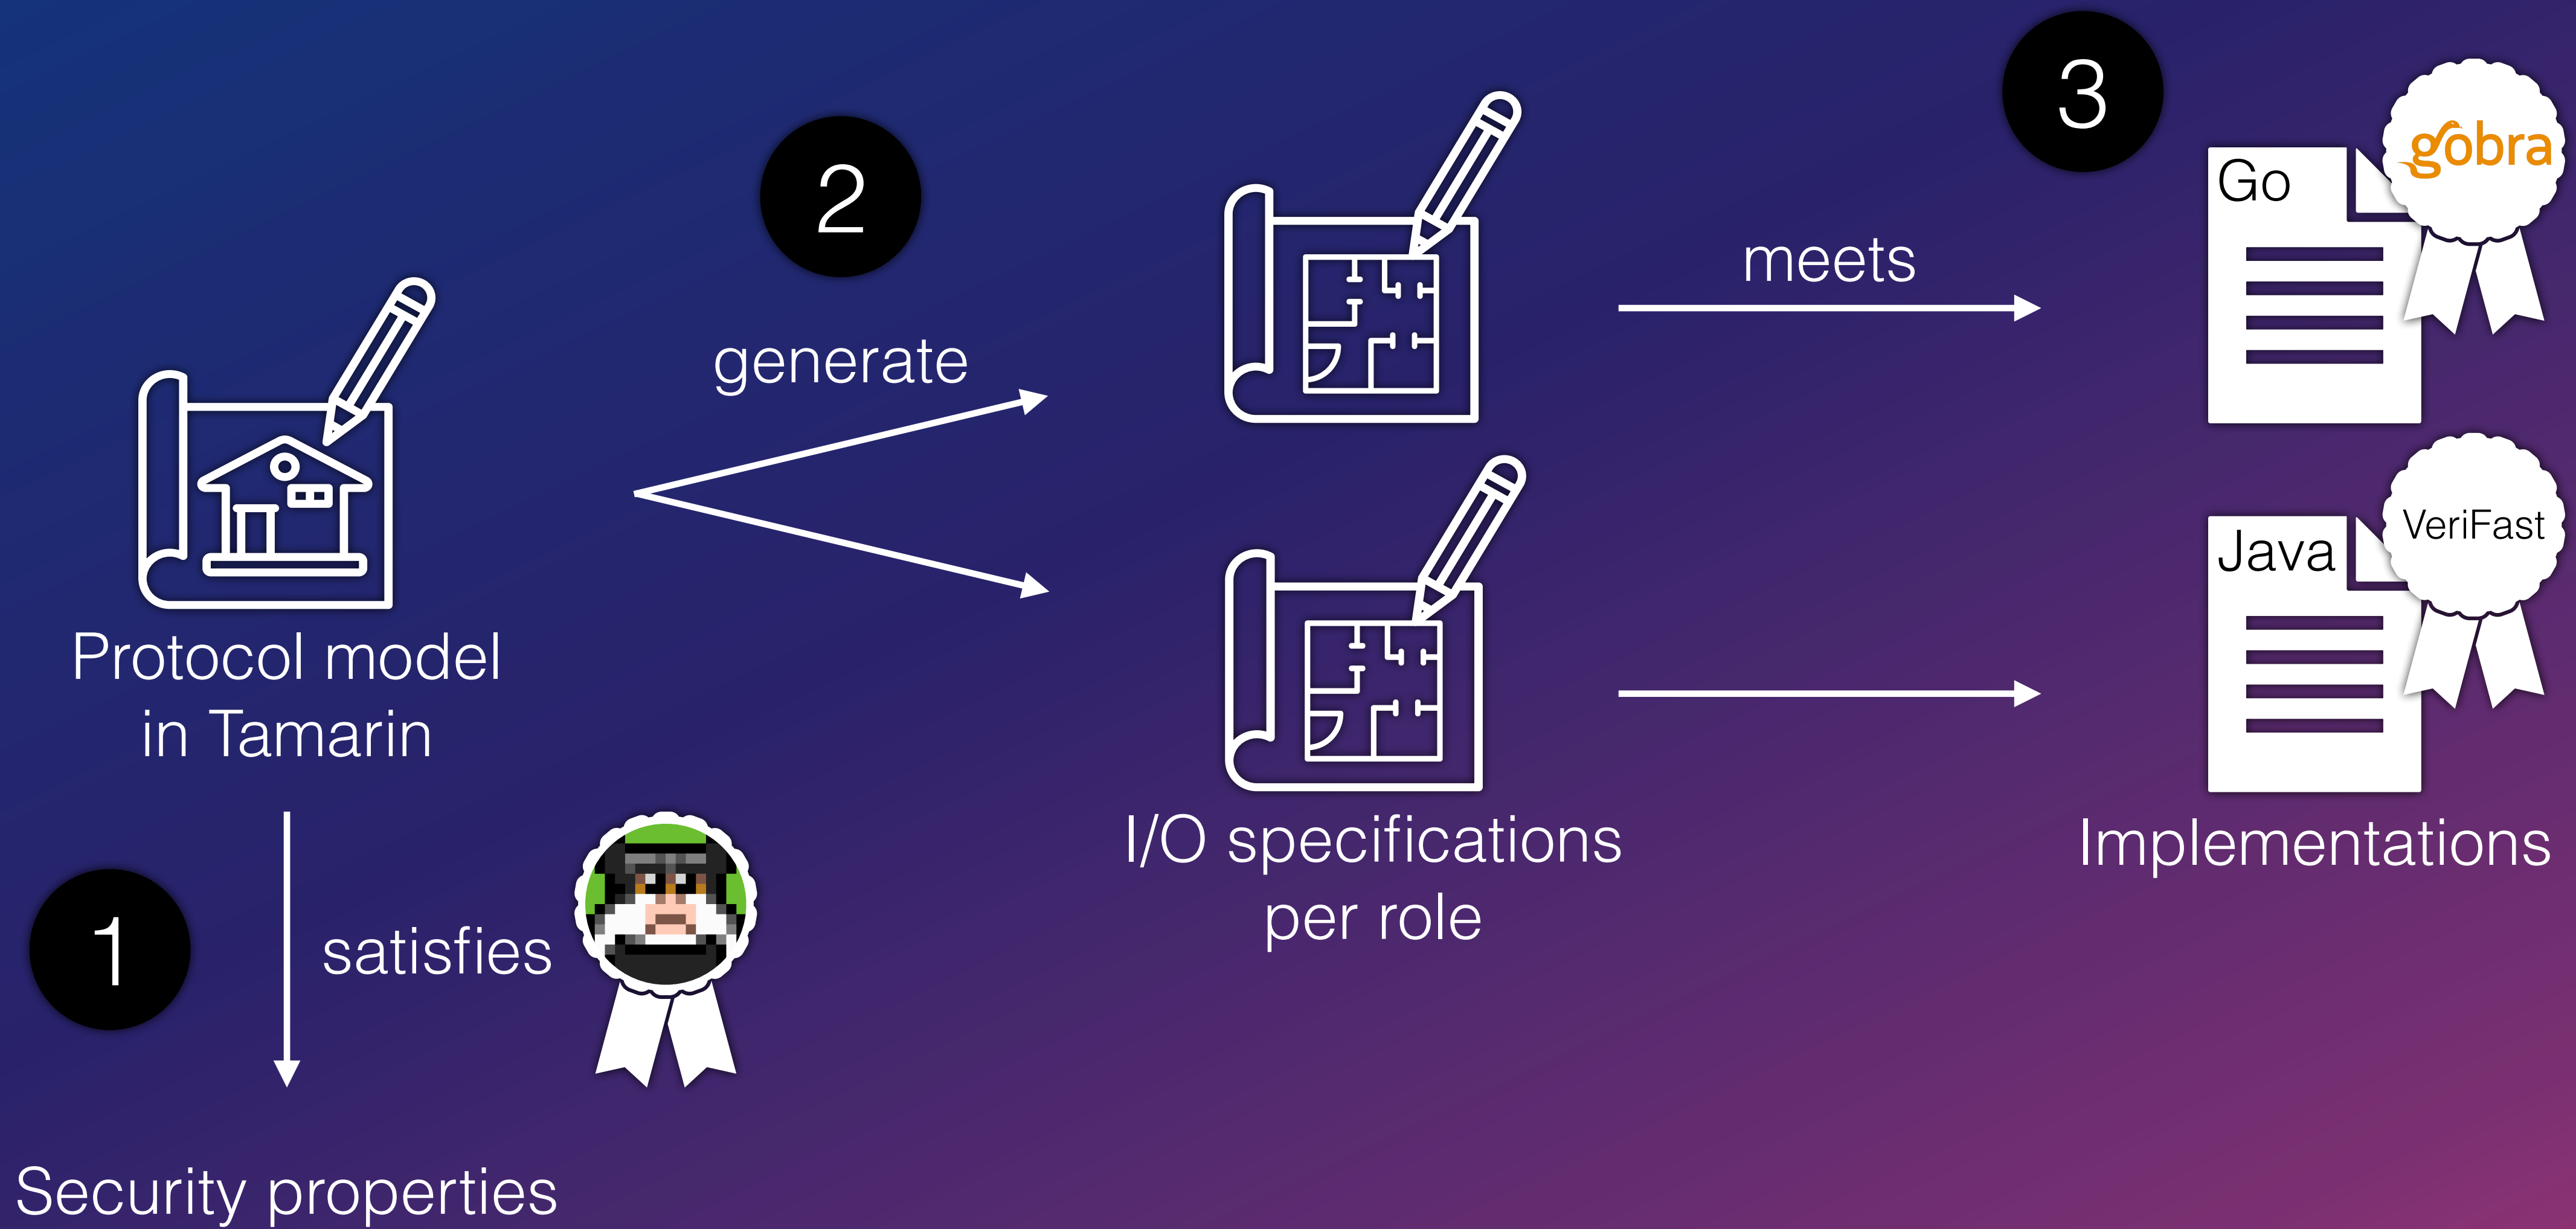 1
Protocol model
in Tamarin
satisfies
Security properties
2
generate
I/O specifications
per role
3
meets
Go
gobra
Java
VeriFast
Implementations